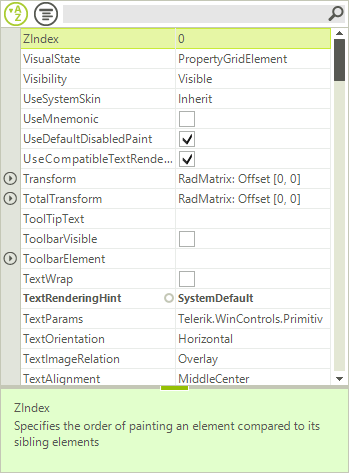 ZIndex 0
VisualState PropertyGridElement
Visibility Visible
UseSystemSkin Inherit
UseMnemonic
UseDefaultDisabledPaint
UseCompatibleTextRende...
Transform RadMatrix: Offset [0, 0]
TotalTransform RadMatrix: Offset [0, 0]
ToolTipText
ToolbarVisible
ToolbarElement
TextWrap
TextRenderingHint SystemDefault
TextParams Telerik.WinControls.Primitiv
TextOrientation Horizontal
TextImageRelation Overlay
TextAlignment MiddleCenter
ZIndex
Specifies the order of painting an element compared to its
sibling elements